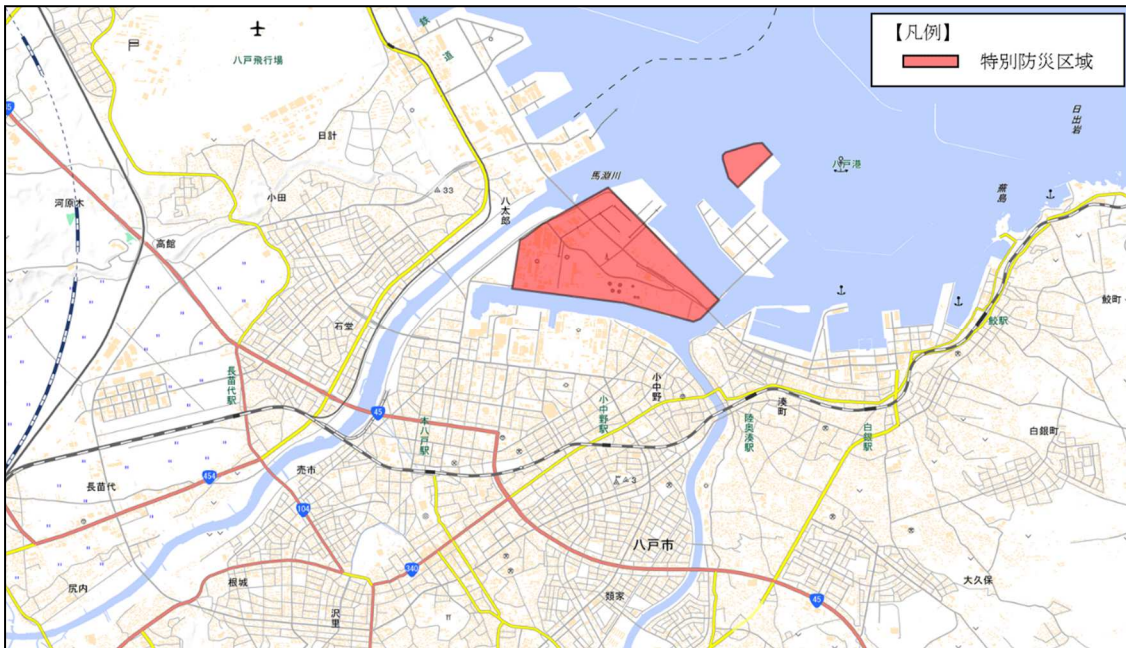 【凡例】
特別防災区域
八戸飛行場
鉄道
日計
日出岩
八戸港
馬淵川
33
小田
八太郎
蕪島
河原木
高館
45
鮫町
鮫駅
石堂
長苗代駅
小中野
小中野駅
湊町
45
本八戸駅
陸奥湊駅
白銀駅
白銀町
売市
454
長苗代
3
104
八戸市
340
大久保
尻内
根城
類家
沢里
45